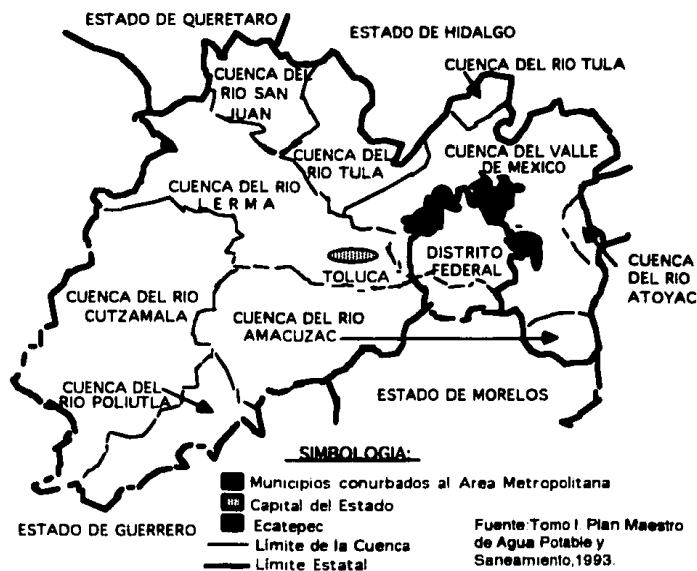 ESTADO DE QUERETARO
ESTADO DE HIDALGO
CUENCA DEL
RIO SAN
JUAN
CUENCA DEL RIO TULA
CUENCA DEL
RIO TULA
CUENCA DEL VALLE
DE MEXICO
CUENCA DEL RIO
LERMA
DISTRITO
FEDERAL
TOLUCA
CUENCA
DEL RIO
ATOYAC
CUENCA DEL RIO
CUTZAMALA
CUENCA DEL RIO
AMACUZAC
CUENCA DEL
RIO POLIUTLA
ESTADO DE MORELOS
ESTADO DE GUERRERO
SIMBOLOGIA:
Municipios conurbados al Area Metropolitana
Capital del Estado
Ecatepec
Límite de la Cuenca
Límite Estatal
Fuente:Tomo I. Plan Maestro
de Agua Potable y
Saneamiento,1993.